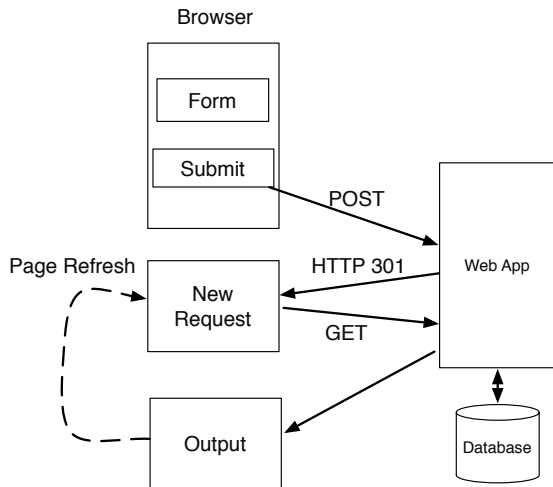 Browser
Form
Submit
POST
Page Refresh
HTTP 301
Web App
New
Request
GET
Output
Database